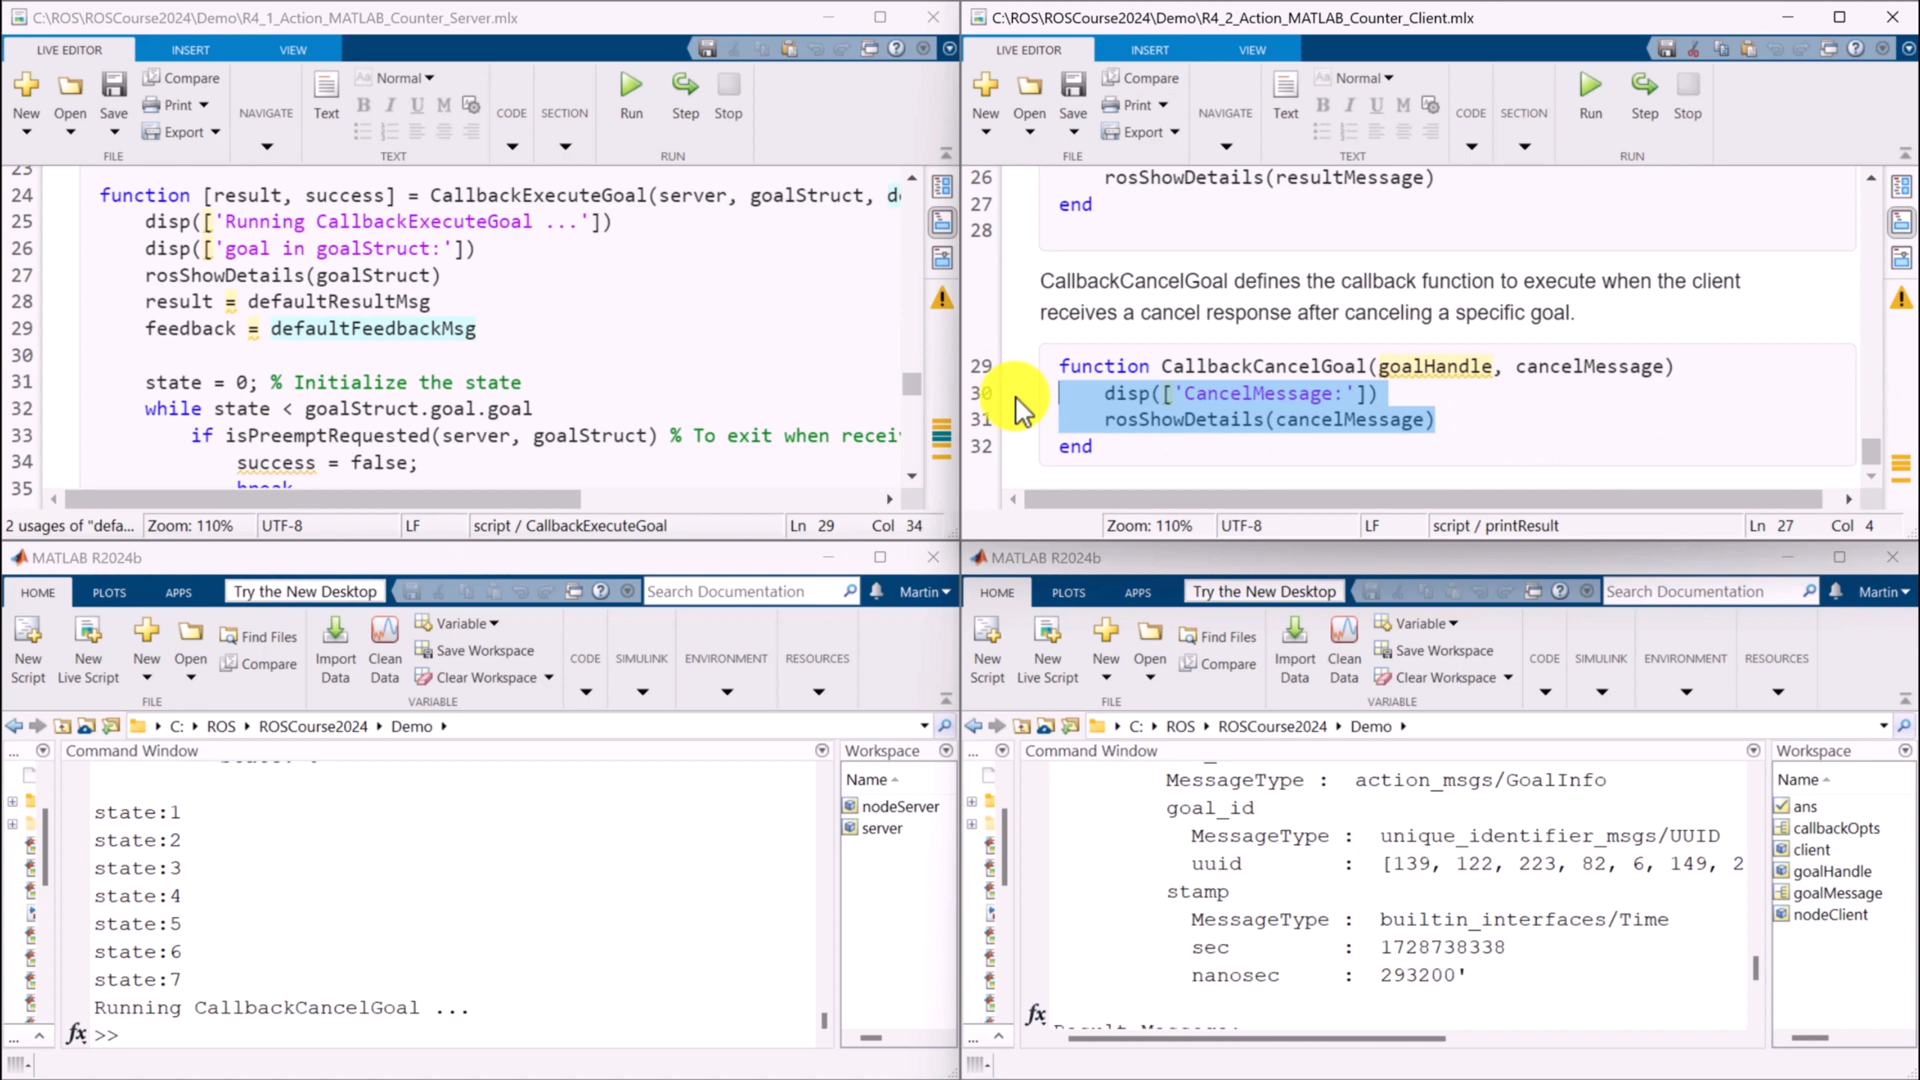 C:\ROS\ROSCourse2024\Demo\R4_1_Action_MATLAB_Counter_Server.mlx
LIVE EDITOR INSERT VIEW
New Open Save Compare Print Export
FILE
NAVIGATE
Text Normal
B I U M
TEXT
CODE SECTION
Run Step Stop
RUN
23
24 function [result, success] = CallbackExecuteGoal(server, goalStruct, d
25 disp(['Running CallbackExecuteGoal ...'])
26 disp(['goal in goalStruct:'])
27 rosShowDetails(goalStruct)
28 result = defaultResultMsg
29 feedback = defaultFeedbackMsg
30
31 state = 0; % Initialize the state
32 while state < goalStruct.goal.goal
33 if isPreemptRequested(server, goalStruct) % To exit when recei
34 success = false;
35 break
2 usages of "defa... Zoom: 110% UTF-8 LF script / CallbackExecuteGoal Ln 29 Col 34
C:\ROS\ROSCourse2024\Demo\R4_2_Action_MATLAB_Counter_Client.mlx
LIVE EDITOR INSERT VIEW
New Open Save Compare Print Export
FILE
NAVIGATE
Text Normal
B I U M
TEXT
CODE SECTION
Run Step Stop
RUN
26 rosShowDetails(resultMessage)
27 end
28
CallbackCancelGoal defines the callback function to execute when the client
receives a cancel response after canceling a specific goal.
29 function CallbackCancelGoal(goalHandle, cancelMessage)
30 disp(['CancelMessage:'])
31 rosShowDetails(cancelMessage)
32 end
Zoom: 110% UTF-8 LF script / printResult Ln 27 Col 4
MATLAB R2024b
HOME PLOTS APPS Try the New Desktop Search Documentation Martin
New Script New Live Script New Open Find Files Compare
FILE
Import Data Clean Data Variable Save Workspace Clear Workspace
VARIABLE
CODE SIMULINK ENVIRONMENT RESOURCES
C: ROS ROSCourse2024 Demo
... Command Window Workspace
Name
nodeServer
server
state:1
state:2
state:3
state:4
state:5
state:6
state:7
Running CallbackCancelGoal ...
fx >>
...
MATLAB R2024b
HOME PLOTS APPS Try the New Desktop Search Documentation Martin
New Script New Live Script New Open Find Files Compare
FILE
Import Data Clean Data Variable Save Workspace Clear Workspace
VARIABLE
CODE SIMULINK ENVIRONMENT RESOURCES
C: ROS ROSCourse2024 Demo
... Command Window Workspace
MessageType : action_msgs/GoalInfo
goal_id
MessageType : unique_identifier_msgs/UUID
uuid : [139, 122, 223, 82, 6, 149, 2
stamp
MessageType : builtin_interfaces/Time
sec : 1728738338
nanosec : 293200'
fx
...
Name
ans
callbackOpts
client
goalHandle
goalMessage
nodeClient